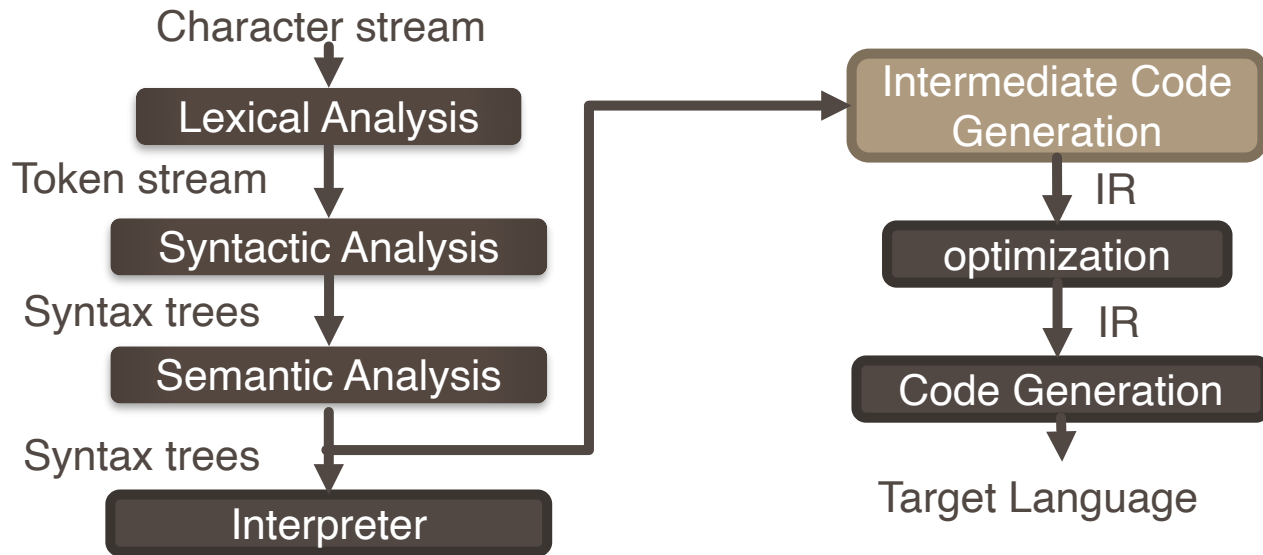 Character stream
Lexical Analysis
Token stream
Syntactic Analysis
Syntax trees
Semantic Analysis
Syntax trees
Interpreter
Intermediate Code
Generation
IR
optimization
IR
Code Generation
Target Language